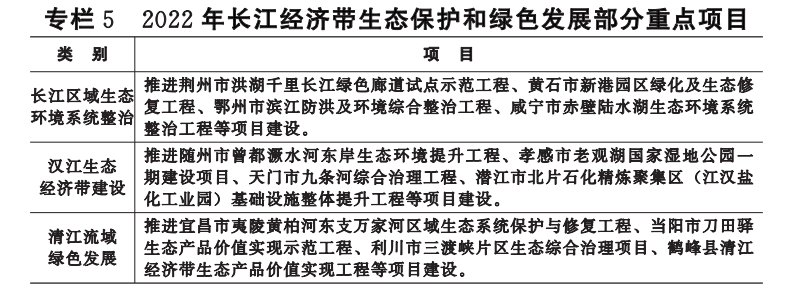 专栏 5 2022 年长江经济带生态保护和绿色发展部分重点项目
类 别 项 目
长江区域生态
环境系统整治
推进荆州市洪湖千里长江绿色廊道试点示范工程、黄石市新港园区绿化及生态修
复工程、鄂州市滨江防洪及环境综合整治工程、咸宁市赤壁陆水湖生态环境系统
整治工程等项目建设。
汉江生态
经济带建设
推进随州市曾都㵐水河东岸生态环境提升工程、孝感市老观湖国家湿地公园一
期建设项目、天门市九条河综合治理工程、潜江市北片石化精炼聚集区（江汉盐
化工业园）基础设施整体提升工程等项目建设。
清江流域
绿色发展
推进宜昌市夷陵黄柏河东支万家河区域生态系统保护与修复工程、当阳市刀田驿
生态产品价值实现示范工程、利川市三渡峡片区生态综合治理项目、鹤峰县清江
经济带生态产品价值实现工程等项目建设。